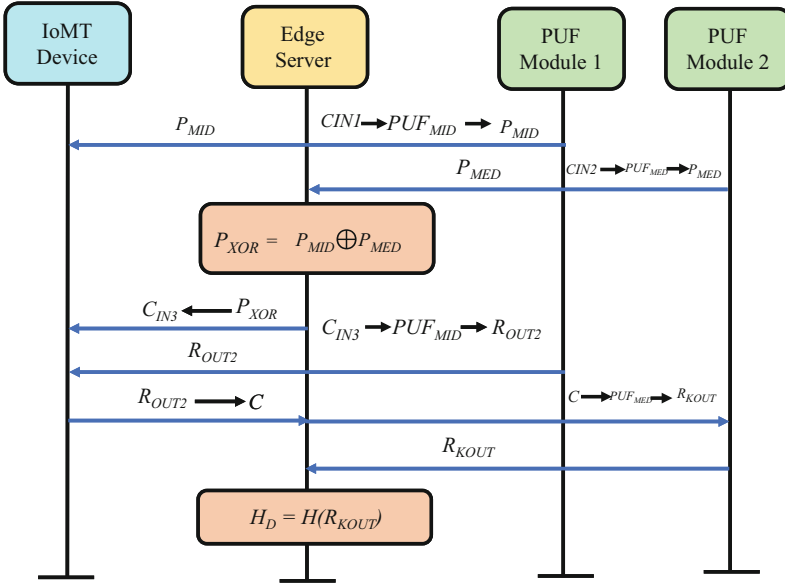 IoMT Device
Edge Server
PUF Module 1
PUF Module 2
P_MID
CIN1 → PUF_MID → P_MID
P_MED
CIN2 → PUF_MED → P_MED
P_XOR = P_MID ⊕ P_MED
C_IN3 ← P_XOR
C_IN3 → PUF_MID → R_OUT2
R_OUT2
R_OUT2 → C
C → PUF_MED → R_KOUT
R_KOUT
H_D = H(R_KOUT)